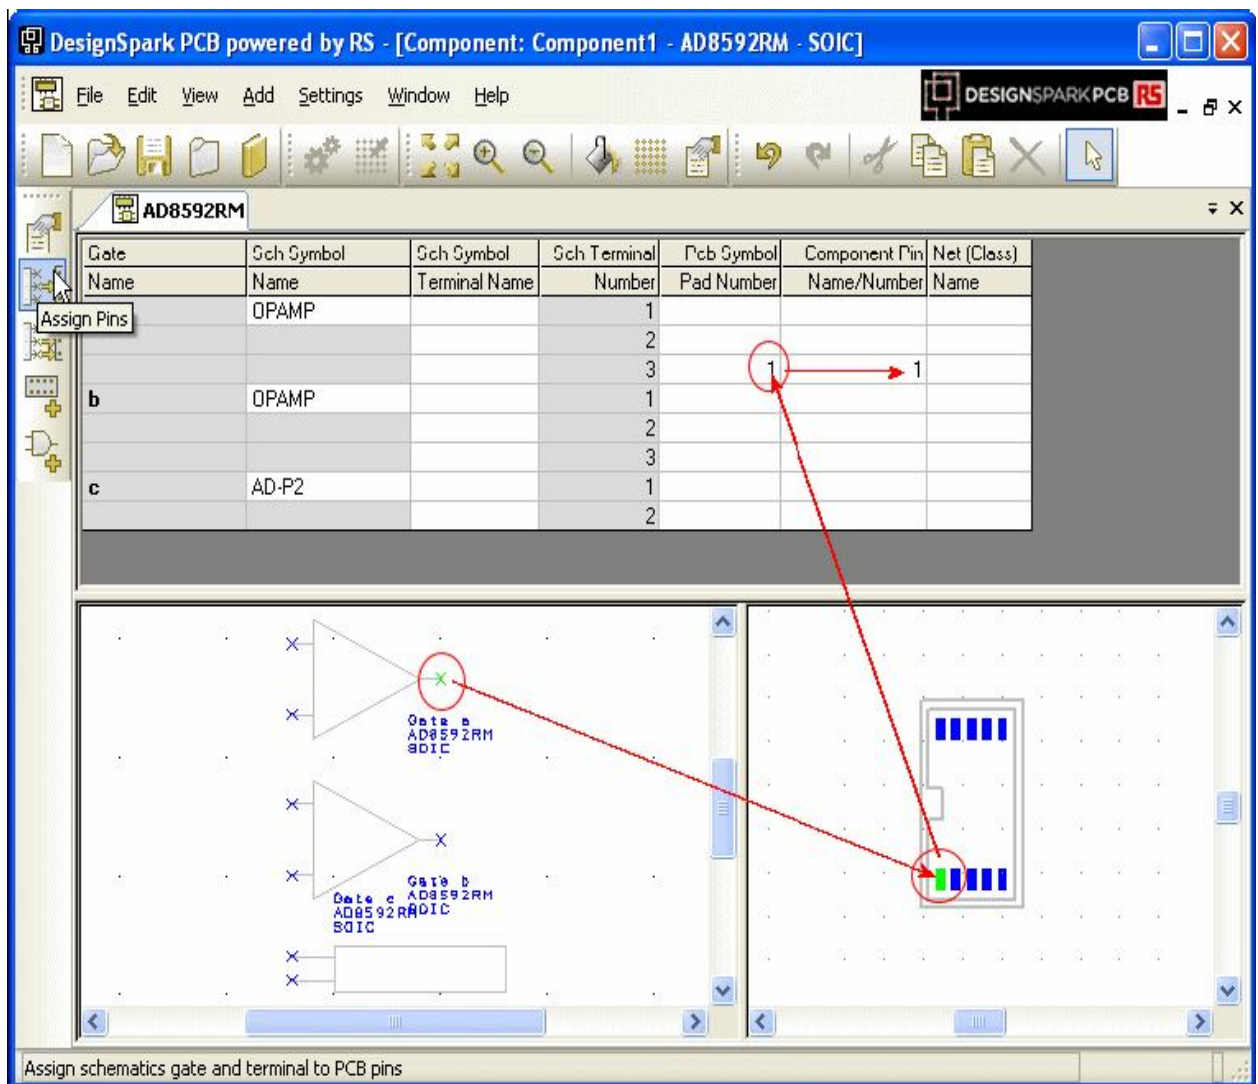 DesignSpark PCB powered by RS - [Component: Component1 - AD8592RM - SOIC]
File Edit View Add Settings Window Help
DESIGNSPARK PCB RS
AD8592RM
Gate Sch Symbol Sch Symbol Sch Terminal Pcb Symbol Component Pin Net (Class)
Name Name Terminal Name Number Pad Number Name/Number Name
OPAMP 1
Assign Pins
2
3 1 1
b OPAMP 1
2
3
c AD-P2 1
2
Gate a
AD8592RM
SOIC
Gate b
AD8592RM
SOIC
Gate c
AD8592RM
SOIC
Assign schematics gate and terminal to PCB pins